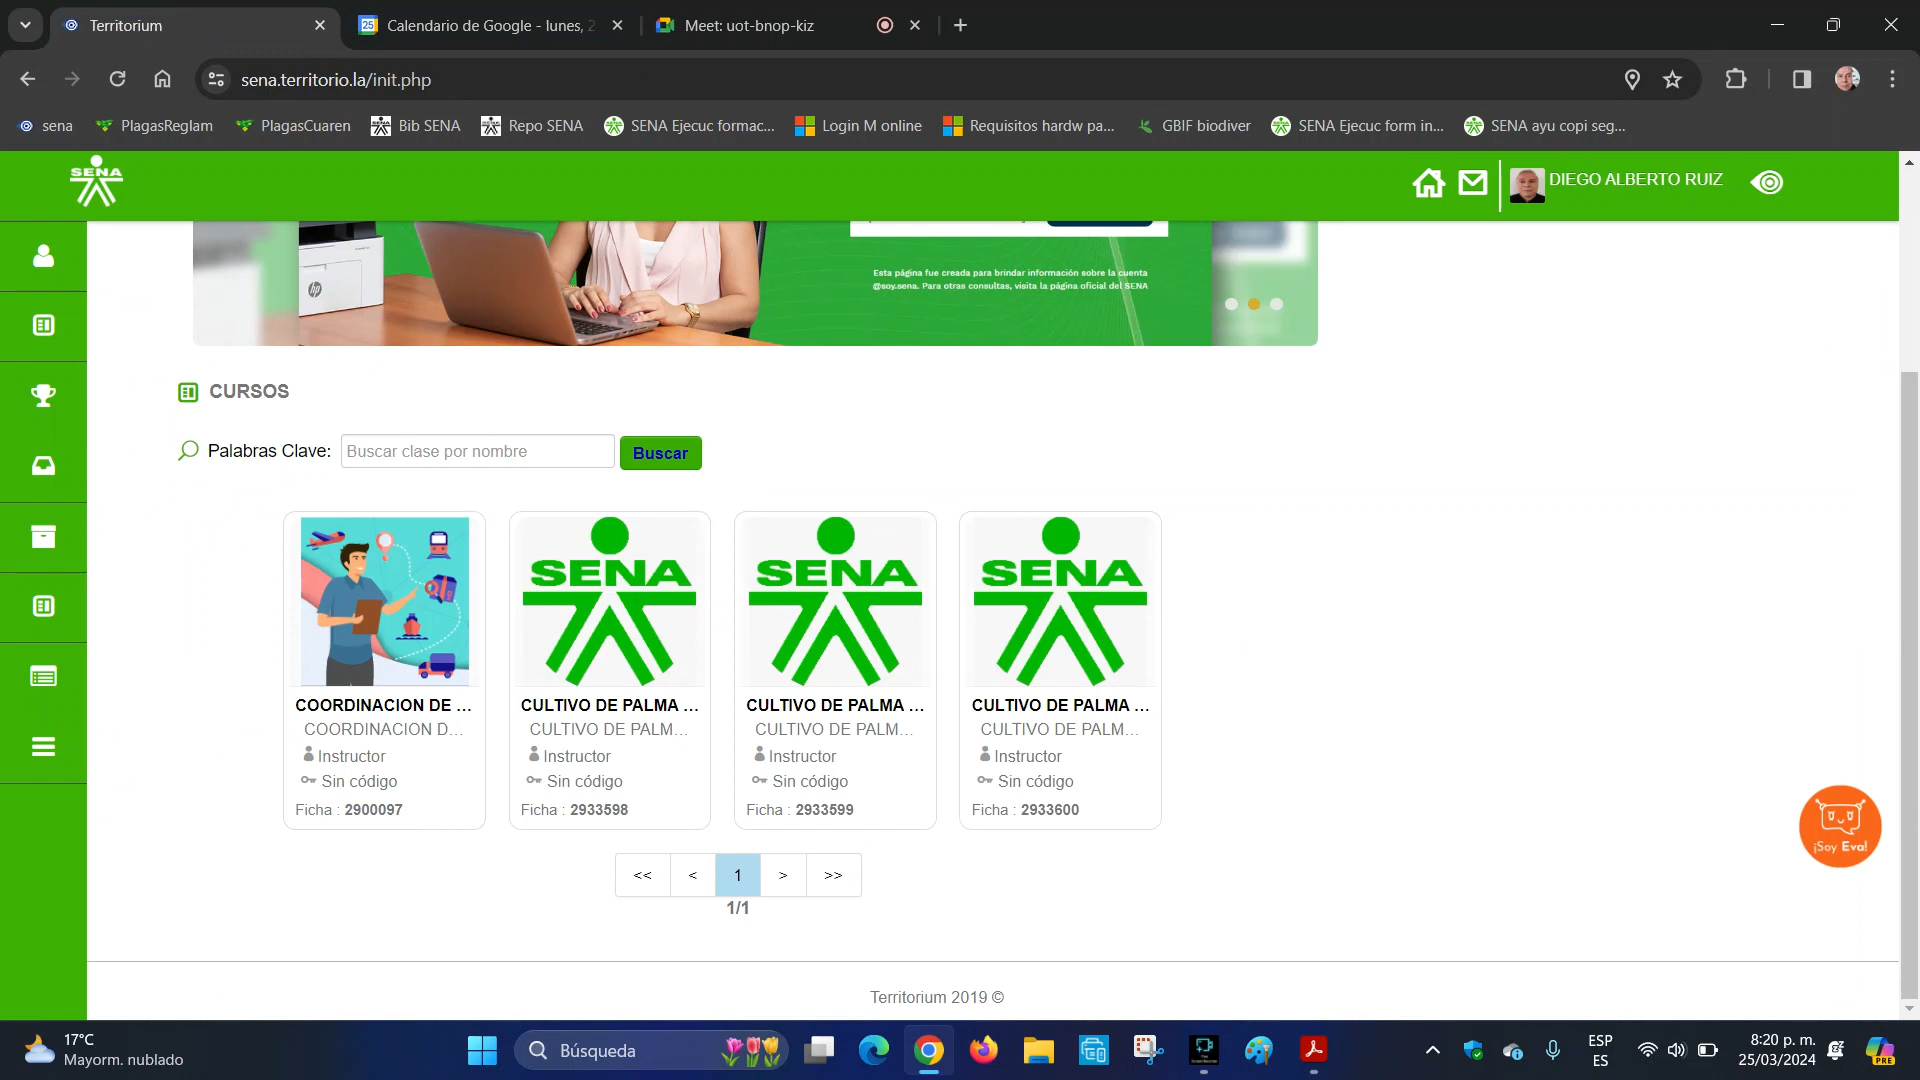 Territorium
Calendario de Google - lunes, 2
Meet: uot-bnop-kiz
sena.territorio.la/init.php
sena
PlagasReglam
PlagasCuaren
Bib SENA
Repo SENA
SENA Ejecuc formac...
Login M online
Requisitos hardw pa...
GBIF biodiver
SENA Ejecuc form in...
SENA ayu copi seg...
SENA
DIEGO ALBERTO RUIZ
hp
Esta página fue creada para brindar información sobre la cuenta
@soy.sena. Para otras consultas, visita la página oficial del SENA
CURSOS
Palabras Clave:
Buscar clase por nombre
Buscar
SENA
SENA
SENA
COORDINACION DE ...
COORDINACION D...
Instructor
Sin código
Ficha : 2900097
CULTIVO DE PALMA ...
CULTIVO DE PALM...
Instructor
Sin código
Ficha : 2933598
CULTIVO DE PALMA ...
CULTIVO DE PALM...
Instructor
Sin código
Ficha : 2933599
CULTIVO DE PALMA ...
CULTIVO DE PALM...
Instructor
Sin código
Ficha : 2933600
<< < 1 > >>
1/1
¡Soy Eva!
Territorium 2019 ©
17°C
Mayorm. nublado
Búsqueda
ESP
ES
8:20 p. m.
25/03/2024
PRE